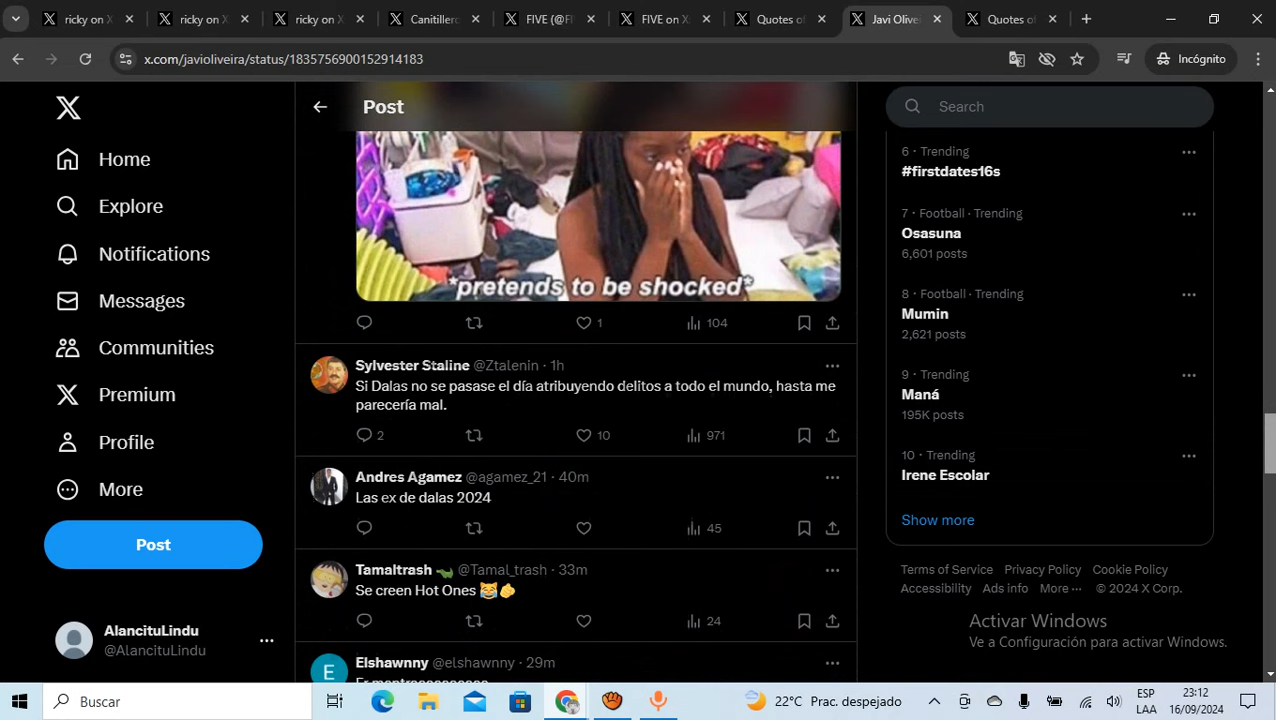 ricky on X
ricky on X
ricky on X
Canitillero
FIVE (@FI
FIVE on X
Quotes of
Javi Olivei
Quotes of
x.com/javioliveira/status/1835756900152914183
Incógnito
Home
Explore
Notifications
Messages
Communities
Premium
Profile
More
Post
AlancituLindu
@AlancituLindu
Post
*pretends to be shocked*
1
104
Sylvester Staline @Ztalenin · 1h
Si Dalas no se pasase el día atribuyendo delitos a todo el mundo, hasta me
parecería mal.
2
10
971
Andres Agamez @agamez_21 · 40m
Las ex de dalas 2024
45
Tamaltrash 🐊 @Tamal_trash · 33m
Se creen Hot Ones 😹🫵
24
E
Elshawnny @elshawnny · 29m
Search
6 · Trending
#firstdates16s
7 · Football · Trending
Osasuna
6,601 posts
8 · Football · Trending
Mumin
2,621 posts
9 · Trending
Maná
195K posts
10 · Trending
Irene Escolar
Show more
Terms of Service Privacy Policy Cookie Policy
Accessibility Ads info More ··· © 2024 X Corp.
Activar Windows
Ve a Configuración para activar Windows.
Buscar
22°C Prac. despejado
ESP
LAA
23:12
16/09/2024